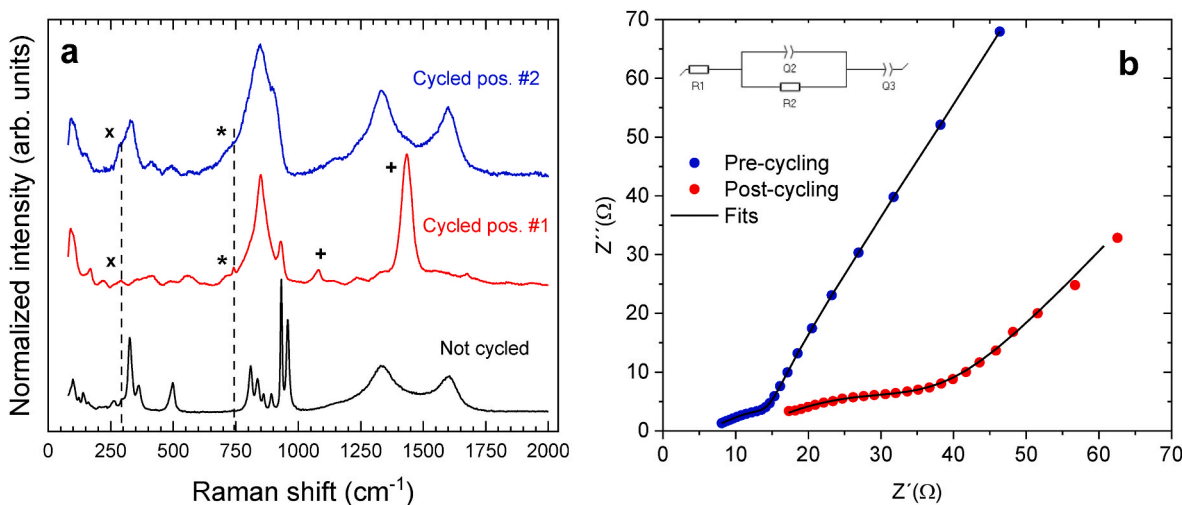 a
Normalized intensity (arb. units)
Cycled pos. #2
x
*
+
Cycled pos. #1
x
*
+
Not cycled
0 250 500 750 1000 1250 1500 1750 2000
Raman shift (cm⁻¹)
b
Z´´(Ω)
70
60
50
40
30
20
10
0
R1
Q2
R2
Q3
Pre-cycling
Post-cycling
Fits
0 10 20 30 40 50 60 70
Z´(Ω)